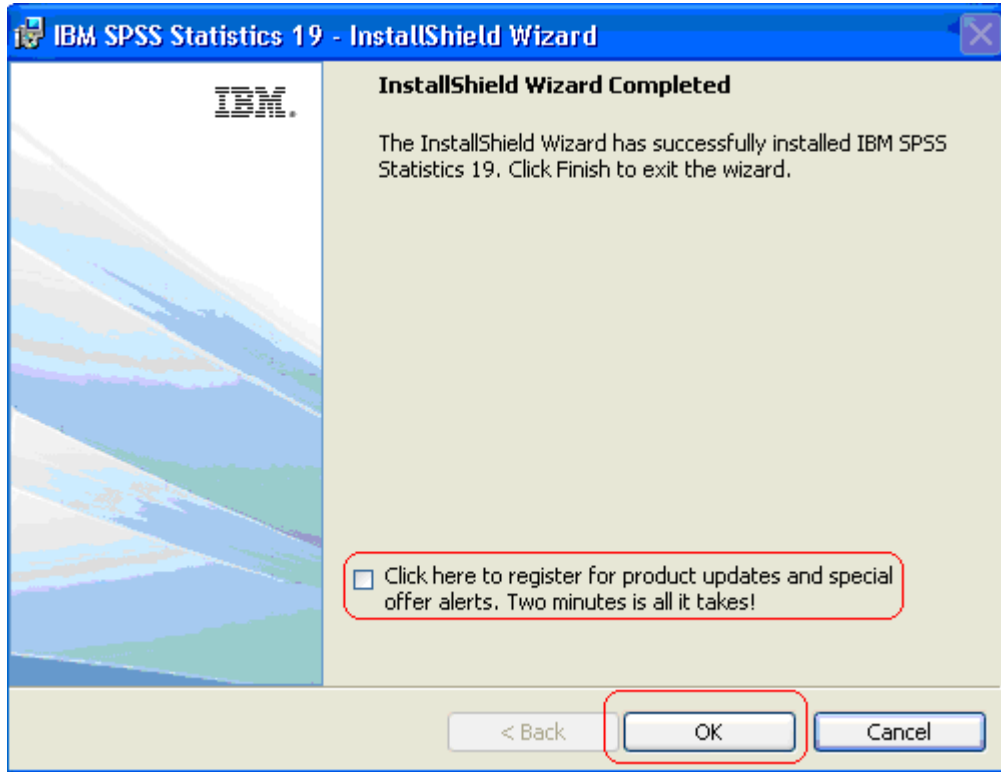 IBM SPSS Statistics 19 - InstallShield Wizard
IBM.
InstallShield Wizard Completed
The InstallShield Wizard has successfully installed IBM SPSS
Statistics 19. Click Finish to exit the wizard.
Click here to register for product updates and special
offer alerts. Two minutes is all it takes!
< Back
OK
Cancel